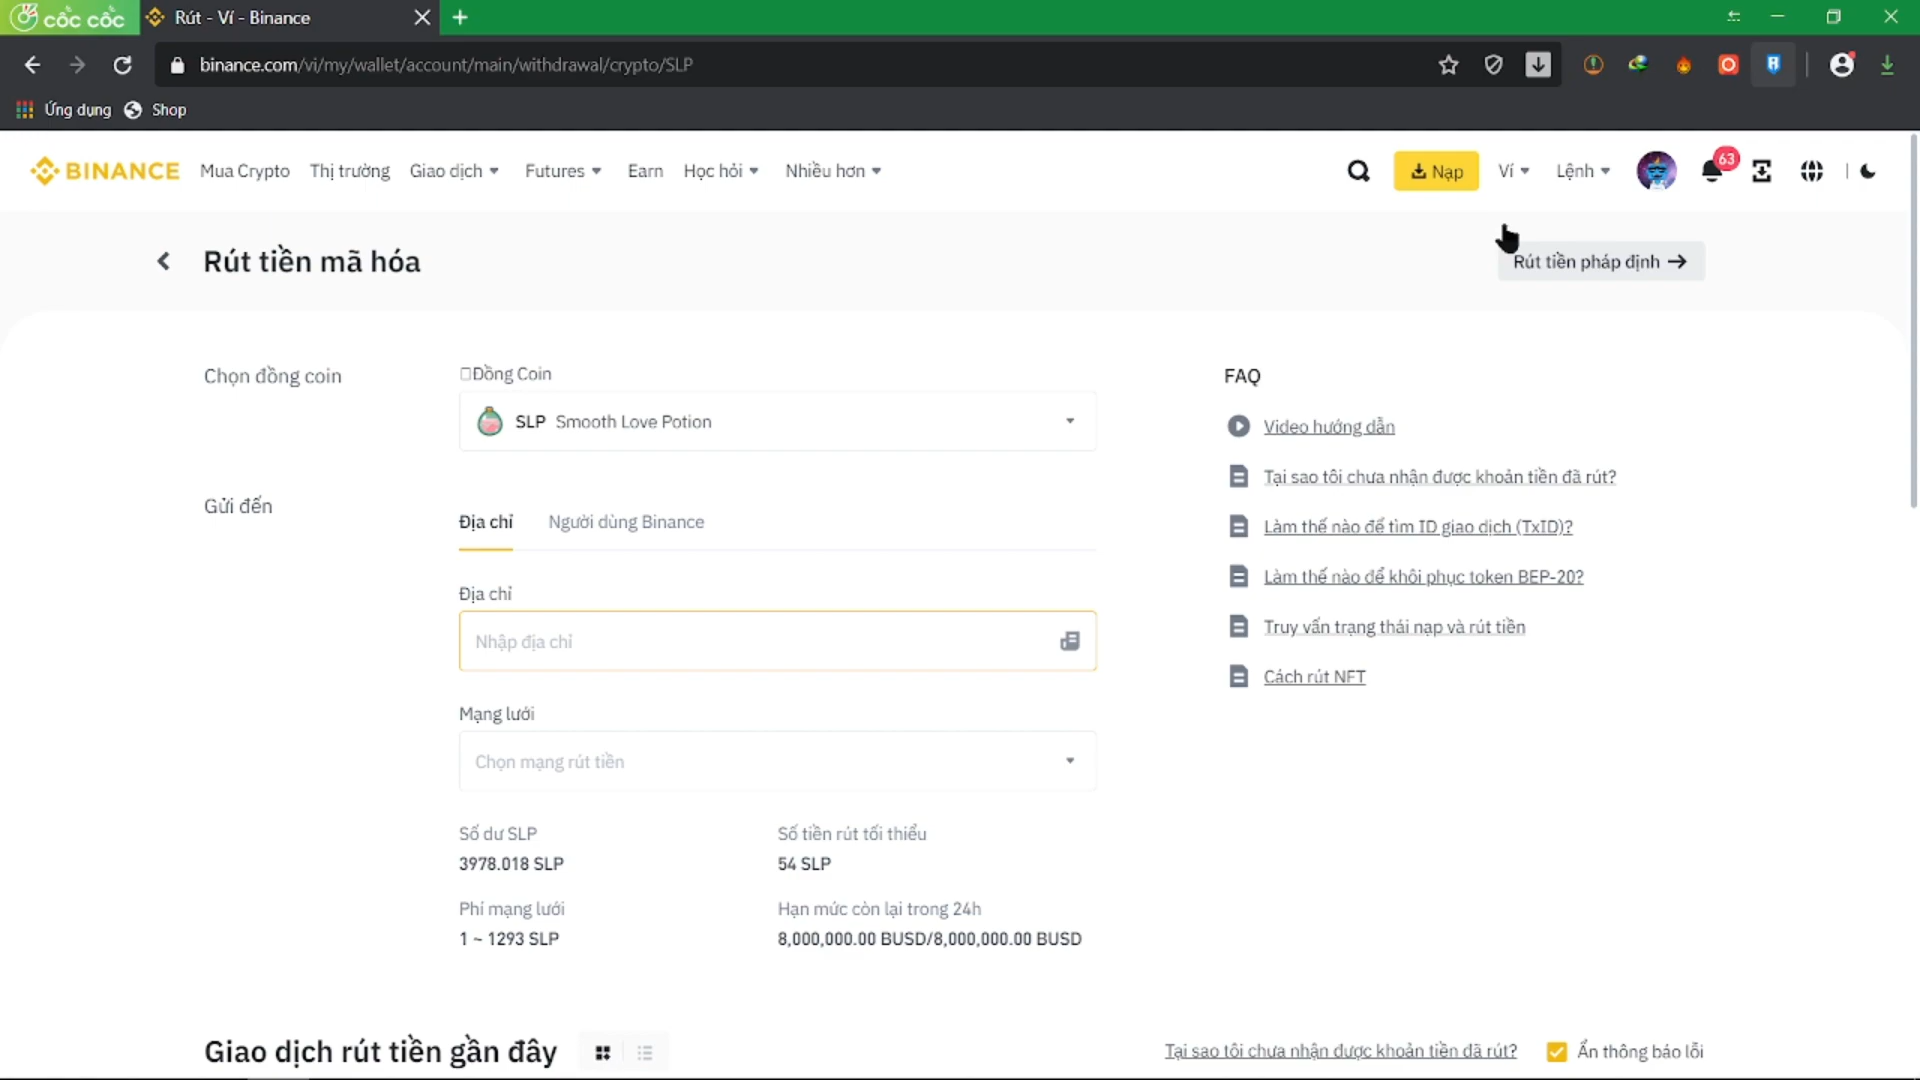 cốc cốc
Rút - Ví - Binance
binance.com/vi/my/wallet/account/main/withdrawal/crypto/SLP
Ứng dụng
Shop
BINANCE
Mua Crypto
Thị trường
Giao dịch
Futures
Earn
Học hỏi
Nhiều hơn
Nạp
Ví
Lệnh
63
Rút tiền mã hóa
Rút tiền pháp định →
Chọn đồng coin
Đồng Coin
SLP Smooth Love Potion
Gửi đến
Địa chỉ
Người dùng Binance
Địa chỉ
Nhập địa chỉ
Mạng lưới
Chọn mạng rút tiền
Số dư SLP
3978.018 SLP
Số tiền rút tối thiểu
54 SLP
Phí mạng lưới
1 ~ 1293 SLP
Hạn mức còn lại trong 24h
8,000,000.00 BUSD/8,000,000.00 BUSD
FAQ
Video hướng dẫn
Tại sao tôi chưa nhận được khoản tiền đã rút?
Làm thế nào để tìm ID giao dịch (TxID)?
Làm thế nào để khôi phục token BEP-20?
Truy vấn trạng thái nạp và rút tiền
Cách rút NFT
Giao dịch rút tiền gần đây
Tại sao tôi chưa nhận được khoản tiền đã rút?
Ẩn thông báo lỗi